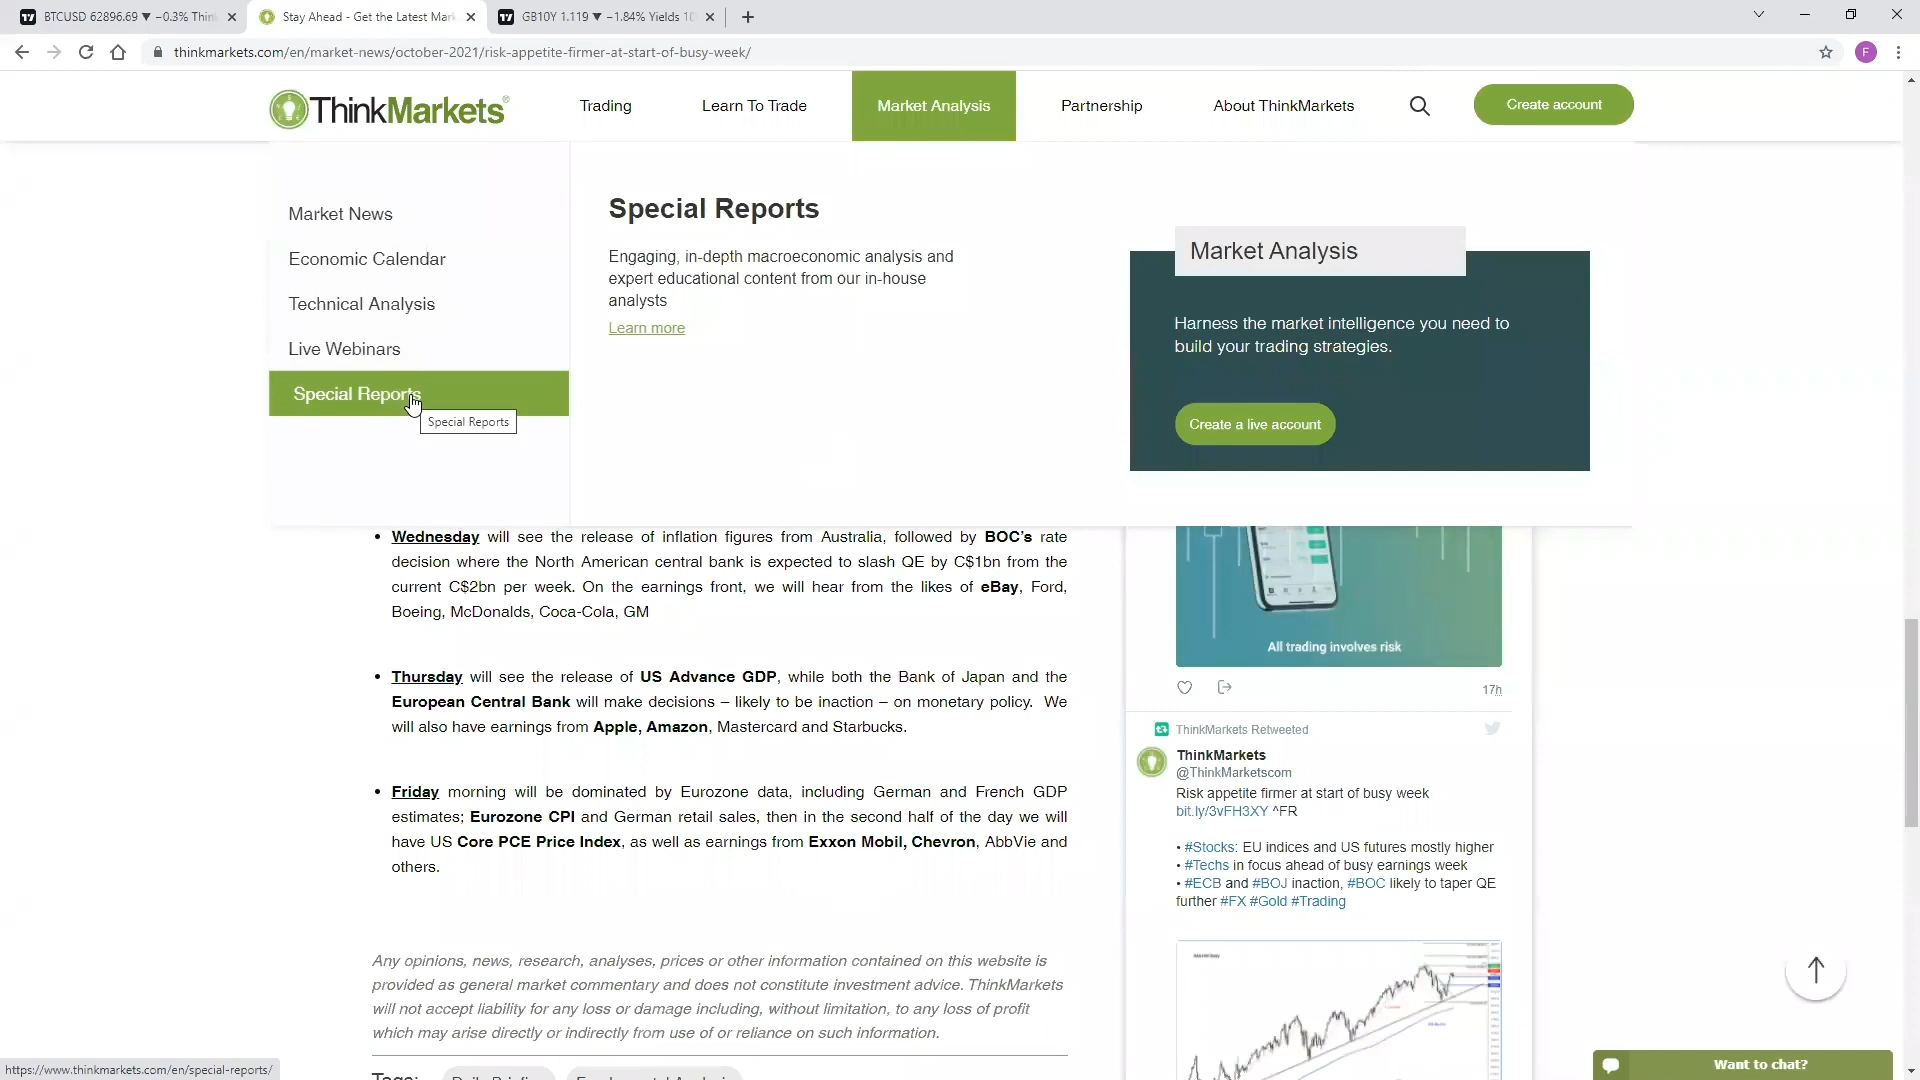 BTCUSD 62896.69 ▼ −0.3% Thin
Stay Ahead - Get the Latest Mar
GB10Y 1.119 ▼ −1.84% Yields
thinkmarkets.com/en/market-news/october-2021/risk-appetite-firmer-at-start-of-busy-week/
F
ThinkMarkets
Trading
Learn To Trade
Market Analysis
Partnership
About ThinkMarkets
Create account
Market News
Economic Calendar
Technical Analysis
Live Webinars
Special Reports
Special Reports
Special Reports
Engaging, in-depth macroeconomic analysis and
expert educational content from our in-house
analysts
Learn more
Market Analysis
Harness the market intelligence you need to
build your trading strategies.
Create a live account
• Wednesday will see the release of inflation figures from Australia, followed by BOC's rate
decision where the North American central bank is expected to slash QE by C$1bn from the
current C$2bn per week. On the earnings front, we will hear from the likes of eBay, Ford,
Boeing, McDonalds, Coca-Cola, GM
• Thursday will see the release of US Advance GDP, while both the Bank of Japan and the
European Central Bank will make decisions – likely to be inaction – on monetary policy. We
will also have earnings from Apple, Amazon, Mastercard and Starbucks.
• Friday morning will be dominated by Eurozone data, including German and French GDP
estimates; Eurozone CPI and German retail sales, then in the second half of the day we will
have US Core PCE Price Index, as well as earnings from Exxon Mobil, Chevron, AbbVie and
others.
Any opinions, news, research, analyses, prices or other information contained on this website is
provided as general market commentary and does not constitute investment advice. ThinkMarkets
will not accept liability for any loss or damage including, without limitation, to any loss of profit
which may arise directly or indirectly from use of or reliance on such information.
Tags: Daily Briefing Fundamental Analysis
All trading involves risk
17h
ThinkMarkets Retweeted
ThinkMarkets
@ThinkMarketscom
Risk appetite firmer at start of busy week
bit.ly/3vFH3XY ^FR
• #Stocks: EU indices and US futures mostly higher
• #Techs in focus ahead of busy earnings week
• #ECB and #BOJ inaction, #BOC likely to taper QE
further #FX #Gold #Trading
Want to chat?
https://www.thinkmarkets.com/en/special-reports/